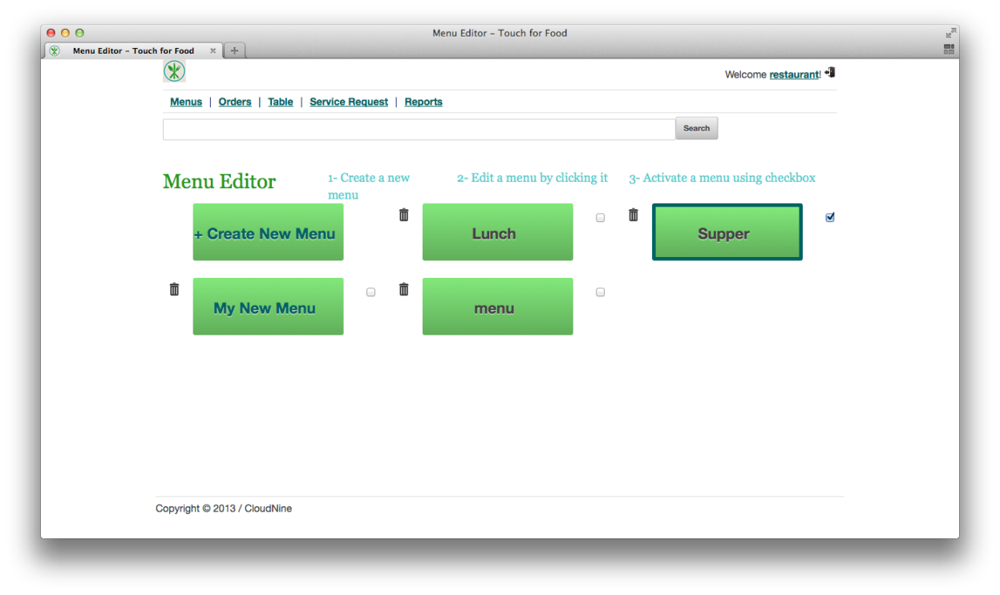 Menu Editor – Touch for Food
Menu Editor – Touch for Food
Welcome restaurant!
Menus | Orders | Table | Service Request | Reports
Search
Menu Editor
1- Create a new
menu
2- Edit a menu by clicking it
3- Activate a menu using checkbox
+ Create New Menu
Lunch
Supper
My New Menu
menu
Copyright © 2013 / CloudNine